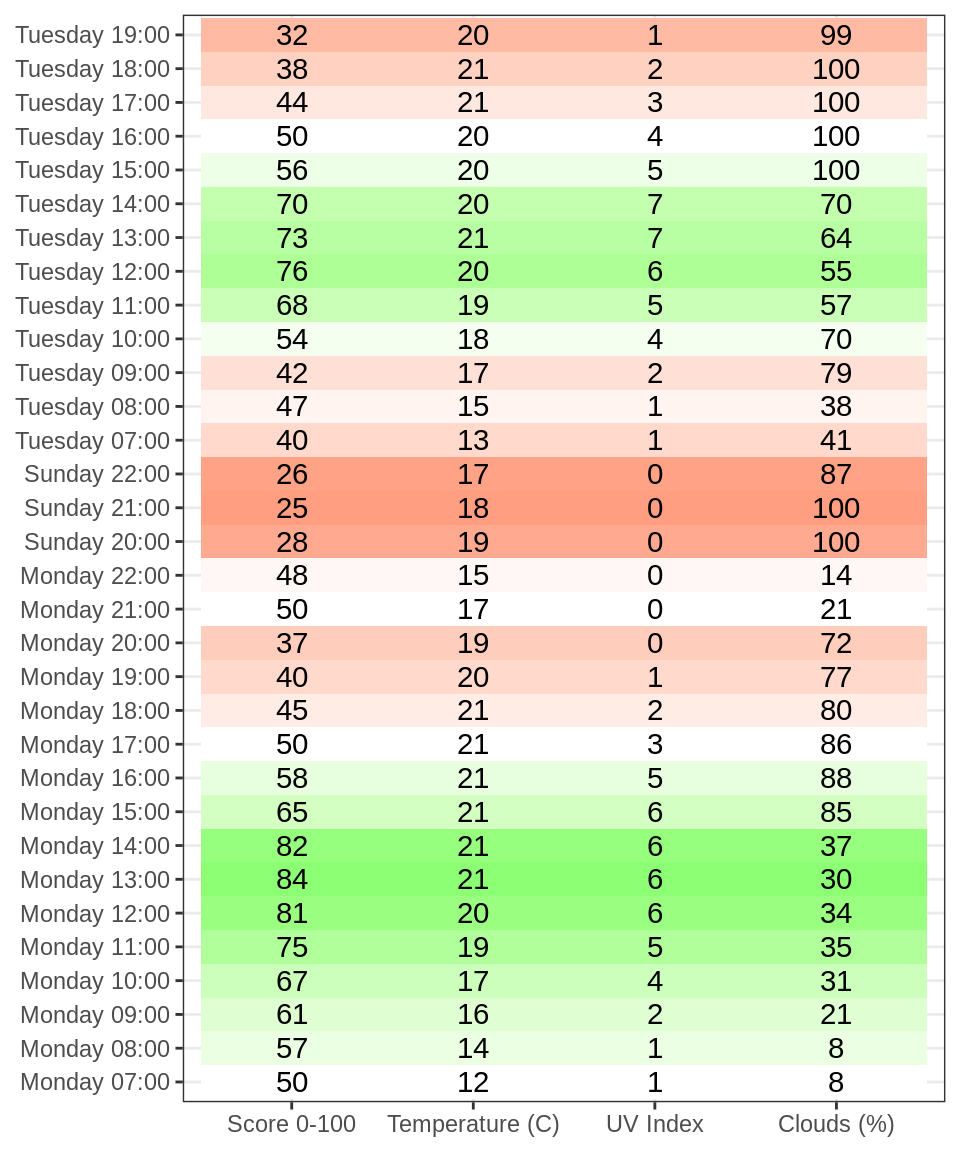 Tuesday 19:00 32 20 1 99
Tuesday 18:00 38 21 2 100
Tuesday 17:00 44 21 3 100
Tuesday 16:00 50 20 4 100
Tuesday 15:00 56 20 5 100
Tuesday 14:00 70 20 7 70
Tuesday 13:00 73 21 7 64
Tuesday 12:00 76 20 6 55
Tuesday 11:00 68 19 5 57
Tuesday 10:00 54 18 4 70
Tuesday 09:00 42 17 2 79
Tuesday 08:00 47 15 1 38
Tuesday 07:00 40 13 1 41
Sunday 22:00 26 17 0 87
Sunday 21:00 25 18 0 100
Sunday 20:00 28 19 0 100
Monday 22:00 48 15 0 14
Monday 21:00 50 17 0 21
Monday 20:00 37 19 0 72
Monday 19:00 40 20 1 77
Monday 18:00 45 21 2 80
Monday 17:00 50 21 3 86
Monday 16:00 58 21 5 88
Monday 15:00 65 21 6 85
Monday 14:00 82 21 6 37
Monday 13:00 84 21 6 30
Monday 12:00 81 20 6 34
Monday 11:00 75 19 5 35
Monday 10:00 67 17 4 31
Monday 09:00 61 16 2 21
Monday 08:00 57 14 1 8
Monday 07:00 50 12 1 8
Score 0-100 Temperature (C) UV Index Clouds (%)